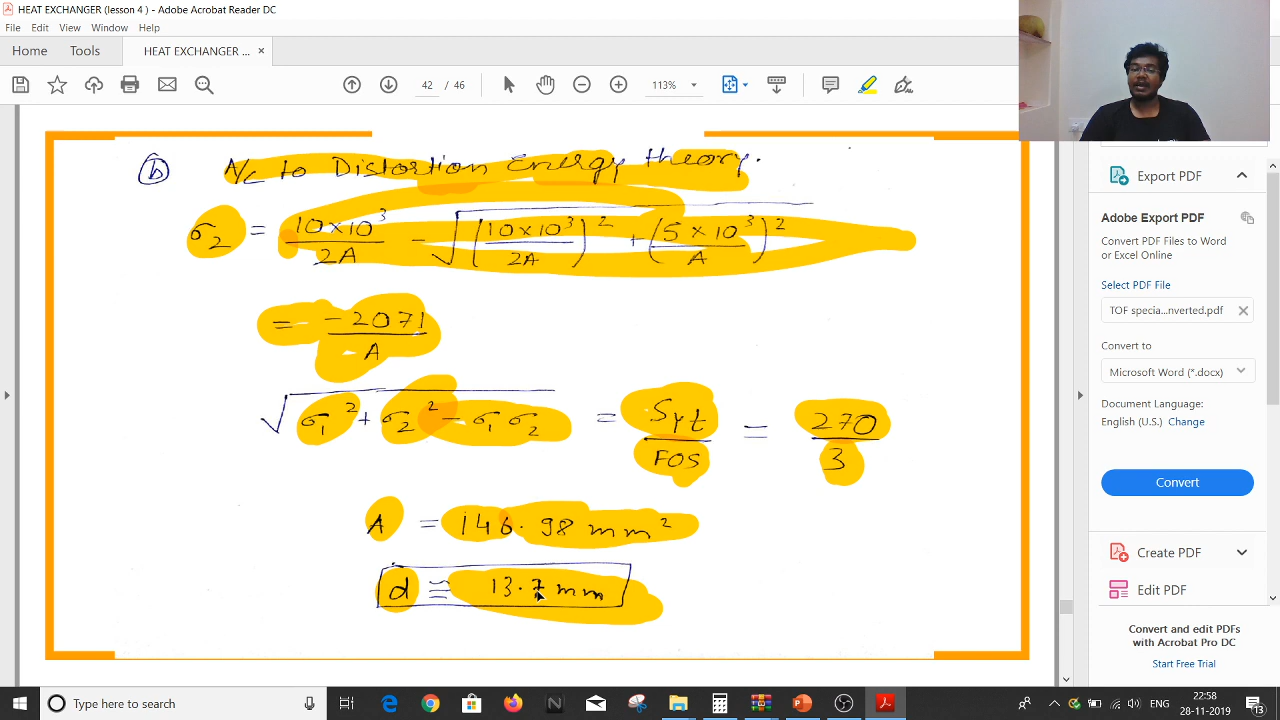 HEAT EXCHANGER (lesson 4 ) - Adobe Acrobat Reader DC
File Edit View Window Help
Home Tools HEAT EXCHANGER ... ×
42 / 46 113%
(b) A/c to Distortion Energy theory.
σ₂ = 10×10³/2A − √((10×10³/2A)² + (5×10³/A)²)
= −2071/A
√(σ₁² + σ₂² − σ₁ σ₂) = Syt/FOS = 270/3
A = 146.98 mm²
d ≅ 13.7 mm
Export PDF
Adobe Export PDF
Convert PDF Files to Word
or Excel Online
Select PDF File
TOF specia...nverted.pdf
Convert to
Microsoft Word (*.docx)
Document Language:
English (U.S.) Change
Convert
Create PDF
Edit PDF
Convert and edit PDFs
with Acrobat Pro DC
Start Free Trial
Type here to search
ENG
22:58
28-11-2019
13